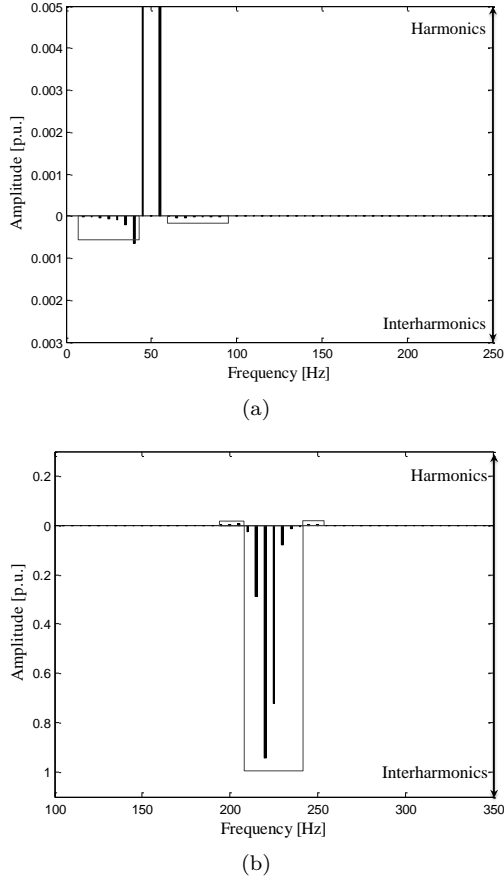 0.005
Harmonics
0.004
0.003
0.002
0.001
0
0.001
0.002
Interharmonics
0.003
0 50 100 150 200 250
Amplitude [p.u.]
Frequency [Hz]
(a)
0.2
Harmonics
0
0.2
0.4
0.6
0.8
1
Interharmonics
100 150 200 250 300 350
Amplitude [p.u.]
Frequency [Hz]
(b)